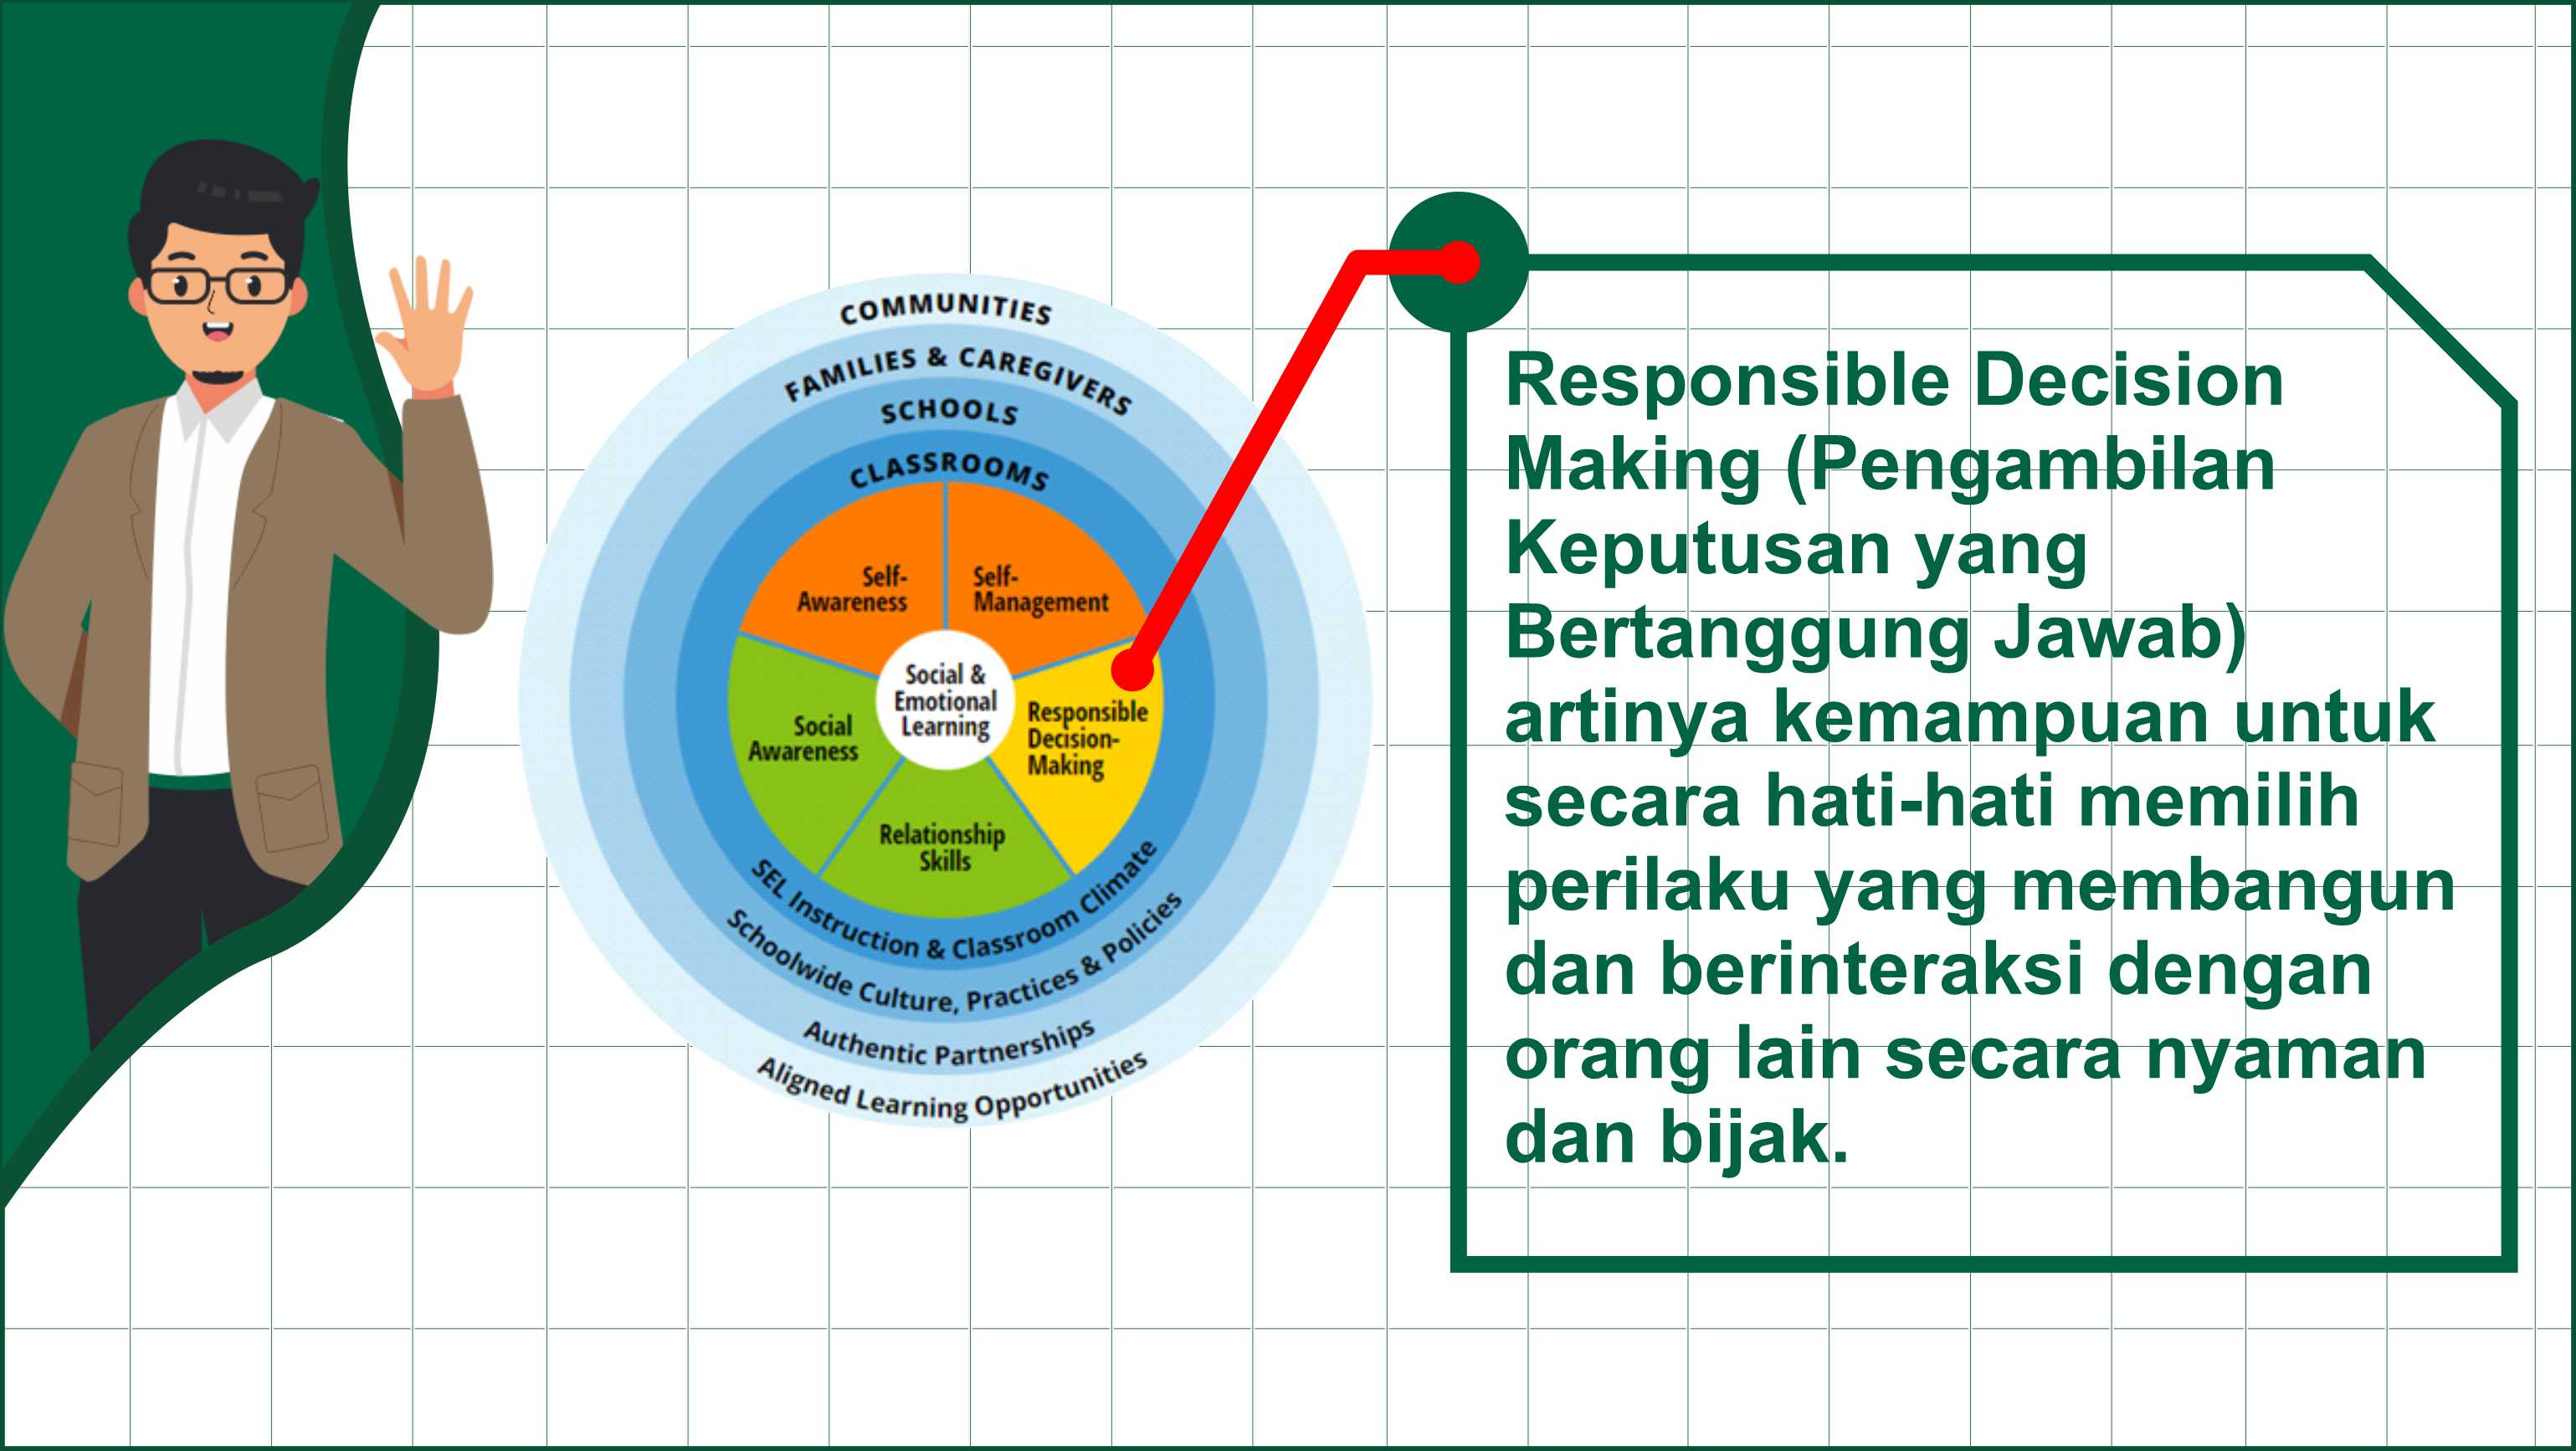 COMMUNITIES
FAMILIES & CAREGIVERS
SCHOOLS
CLASSROOMS
Self-
Awareness
Self-
Management
Social &
Emotional
Learning
Social
Awareness
Responsible
Decision-
Making
Relationship
Skills
SEL Instruction & Classroom Climate
Schoolwide Culture, Practices & Policies
Authentic Partnerships
Aligned Learning Opportunities
Responsible Decision
Making (Pengambilan
Keputusan yang
Bertanggung Jawab)
artinya kemampuan untuk
secara hati-hati memilih
perilaku yang membangun
dan berinteraksi dengan
orang lain secara nyaman
dan bijak.